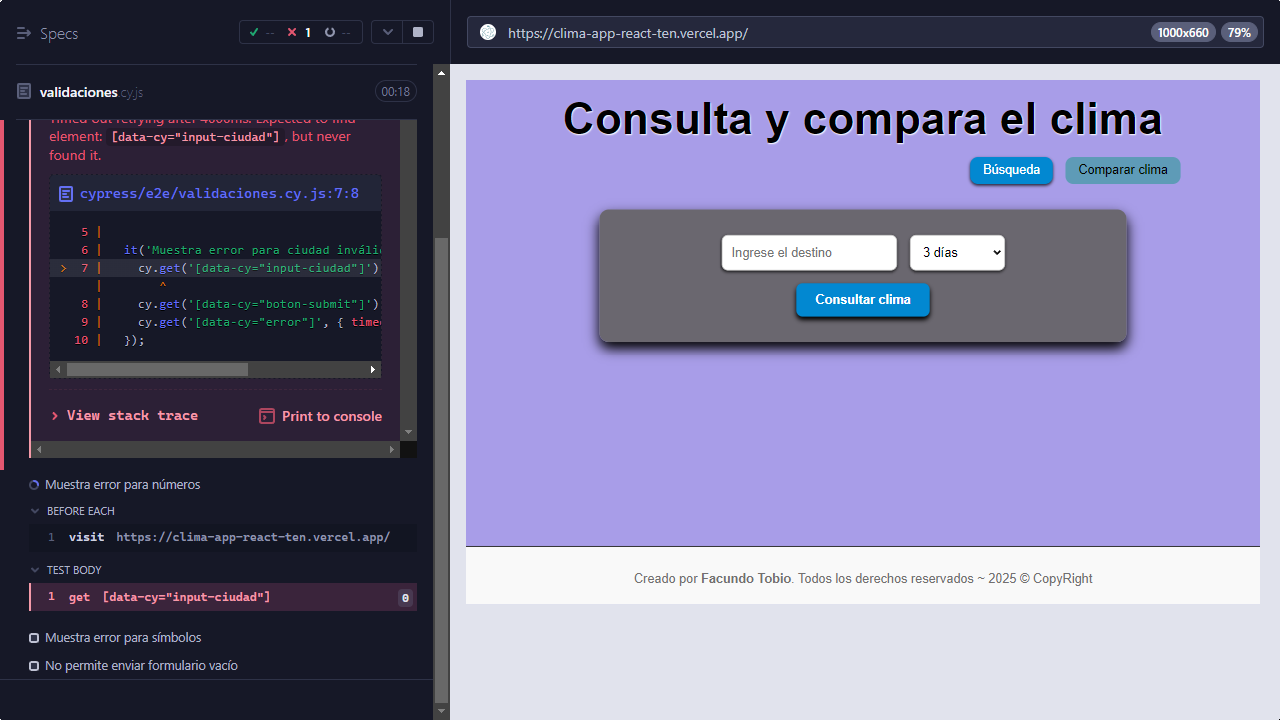 Specs
-- 1 --
validaciones.cy.js
00:18
Timed out retrying after 4000ms: Expected to find
element: [data-cy="input-ciudad"], but never
found it.
cypress/e2e/validaciones.cy.js:7:8
5 |
6 | it('Muestra error para ciudad inváli
> 7 | cy.get('[data-cy="input-ciudad"]')
| ^
8 | cy.get('[data-cy="boton-submit"]')
9 | cy.get('[data-cy="error"]', { time
10 | });
> View stack trace
Print to console
Muestra error para números
BEFORE EACH
1 visit https://clima-app-react-ten.vercel.app/
TEST BODY
1 get [data-cy="input-ciudad"] 0
Muestra error para símbolos
No permite enviar formulario vacío
https://clima-app-react-ten.vercel.app/
1000x660
79%
Consulta y compara el clima
Búsqueda
Comparar clima
Ingrese el destino
3 días
Consultar clima
Creado por Facundo Tobio. Todos los derechos reservados ~ 2025 © CopyRight